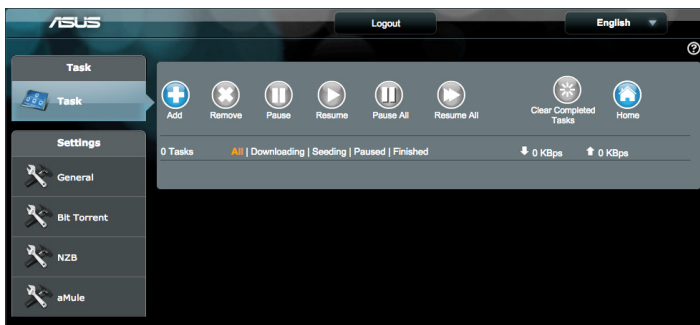 ASUS
Logout
English
?
Task
Task
Add
Remove
Pause
Resume
Pause All
Resume All
Clear Completed
Tasks
Home
0 Tasks All | Downloading | Seeding | Paused | Finished 0 KBps 0 KBps
Settings
General
Bit Torrent
NZB
aMule